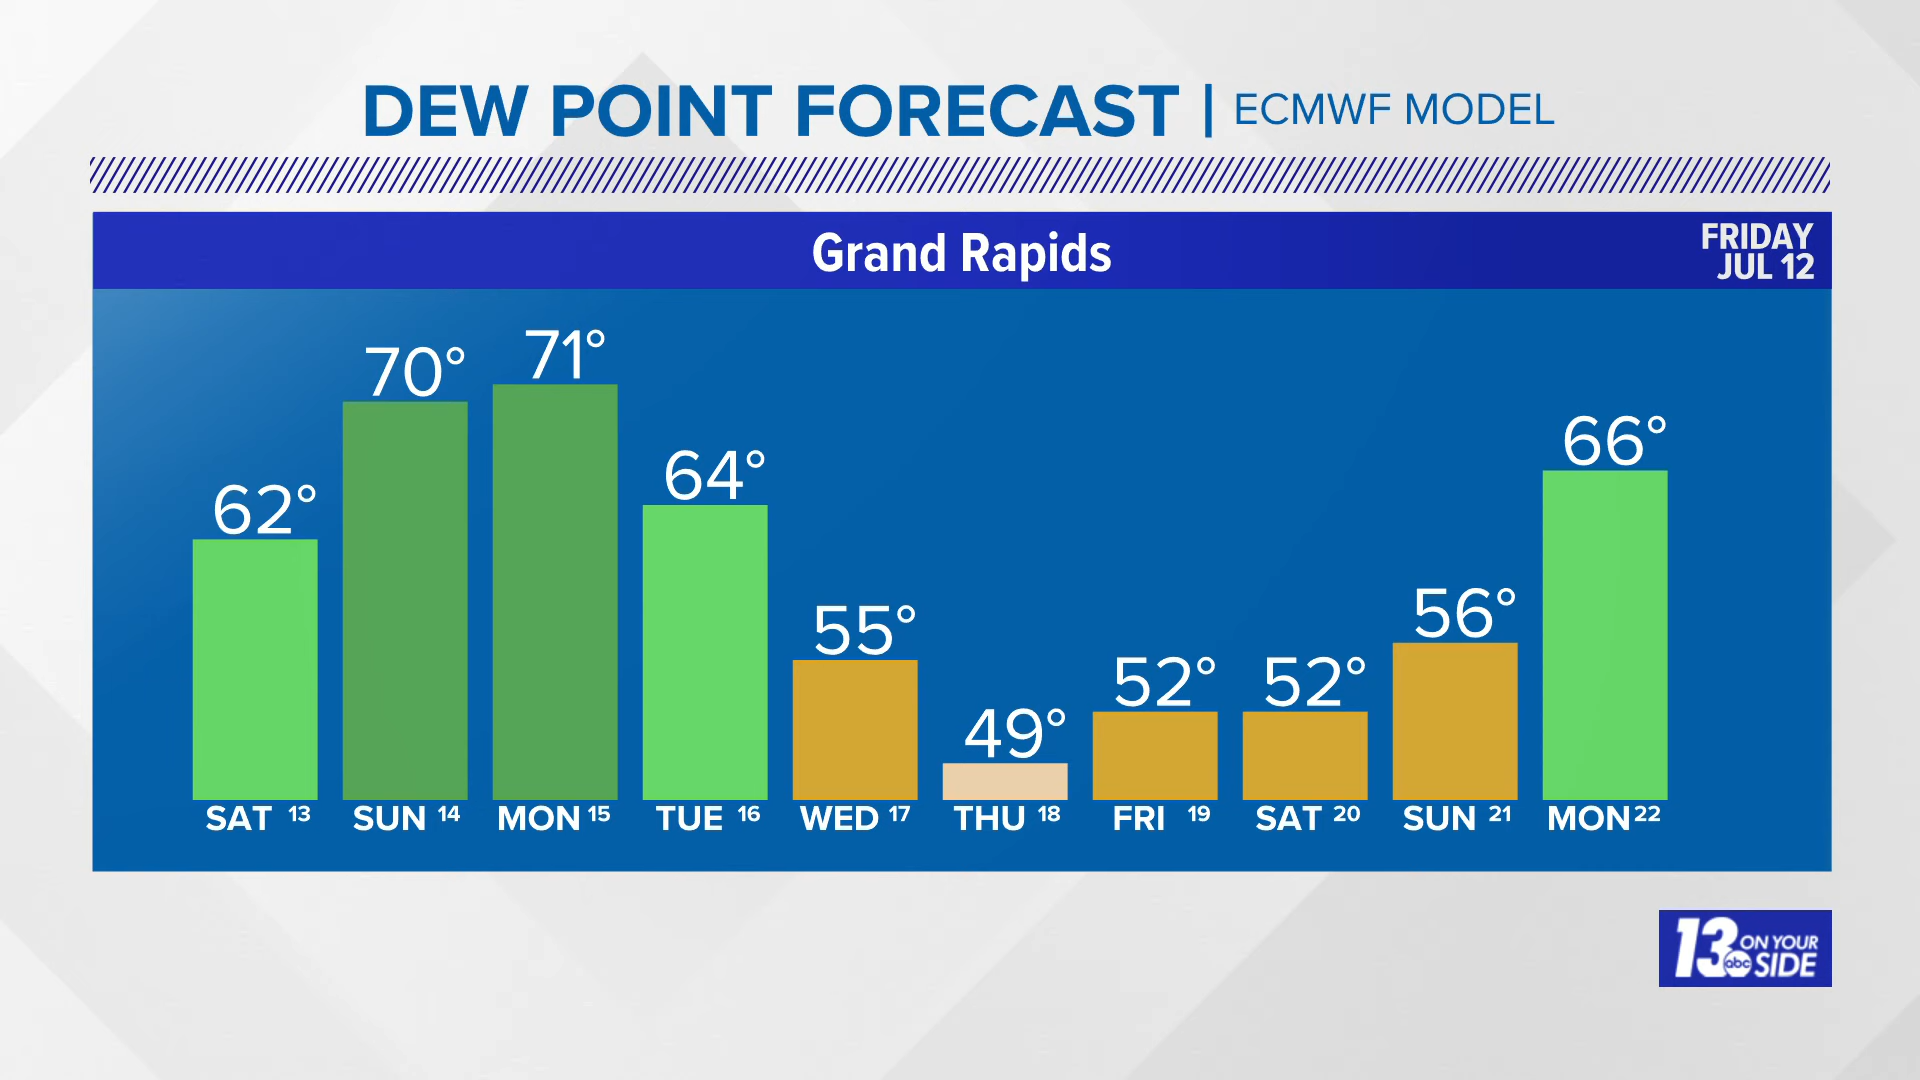 DEW POINT FORECAST | ECMWF MODEL
Grand Rapids
FRIDAY
JUL 12
62° 70° 71° 64° 55° 49° 52° 52° 56° 66°
SAT 13 SUN 14 MON 15 TUE 16 WED 17 THU 18 FRI 19 SAT 20 SUN 21 MON 22
13 ON YOUR
abc SIDE